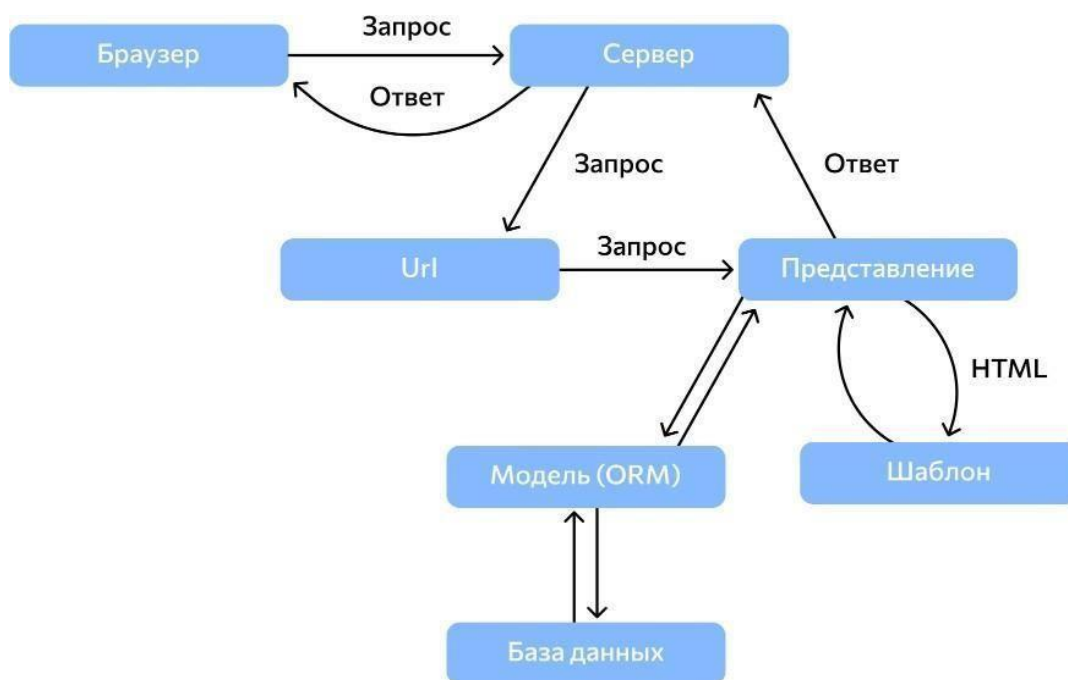 Запрос
Браузер
Сервер
Ответ
Запрос
Ответ
Запрос
Url
Представление
HTML
Модель (ORM)
Шаблон
База данных